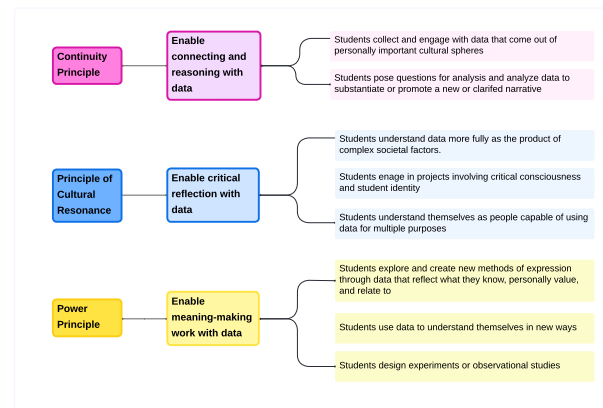 Continuity
Principle
Enable
connecting and
reasoning with
data
Students collect and engage with data that come out of
personally important cultural spheres
Students pose questions for analysis and analyze data to
substantiate or promote a new or clarifed narrative
Principle of
Cultural
Resonance
Enable critical
reflection with
data
Students understand data more fully as the product of
complex societal factors.
Students enage in projects involving critical consciousness
and student identity
Students understand themselves as people capable of using
data for multiple purposes
Power
Principle
Enable
meaning-making
work with data
Students explore and create new methods of expression
through data that reflect what they know, personally value,
and relate to
Students use data to understand themselves in new ways
Students design experiments or observational studies